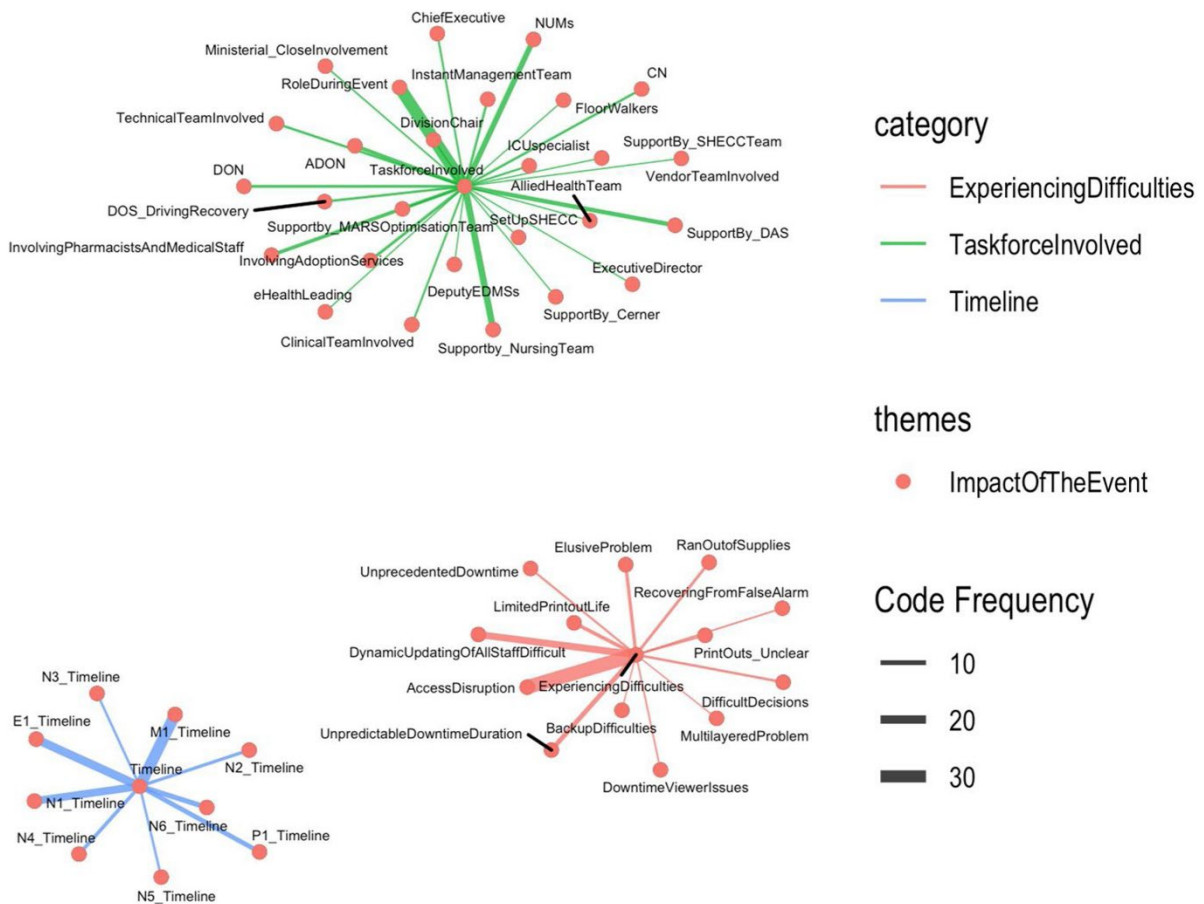 ChiefExecutive
NUMs
Ministerial_CloseInvolvement
InstantManagementTeam
CN
RoleDuringEvent
FloorWalkers
TechnicalTeamInvolved
DivisionChair
ICUspecialist
SupportBy_SHECCTeam
ADON
TaskforceInvolved
VendorTeamInvolved
DON
AlliedHealthTeam
DOS_DrivingRecovery
Supportby_MARSOptimisationTeam
SetUpSHECC
SupportBy_DAS
InvolvingPharmacistsAndMedicalStaff
InvolvingAdoptionServices
ExecutiveDirector
eHealthLeading
DeputyEDMSs
SupportBy_Cerner
ClinicalTeamInvolved
Supportby_NursingTeam
category
ExperiencingDifficulties
TaskforceInvolved
Timeline
themes
ImpactOfTheEvent
Code Frequency
10
20
30
ElusiveProblem
RanOutofSupplies
UnprecedentedDowntime
RecoveringFromFalseAlarm
LimitedPrintoutLife
DynamicUpdatingOfAllStaffDifficult
PrintOuts_Unclear
AccessDisruption
ExperiencingDifficulties
DifficultDecisions
UnpredictableDowntimeDuration
BackupDifficulties
MultilayeredProblem
DowntimeViewerIssues
N3_Timeline
E1_Timeline
M1_Timeline
Timeline
N2_Timeline
N1_Timeline
N6_Timeline
N4_Timeline
P1_Timeline
N5_Timeline